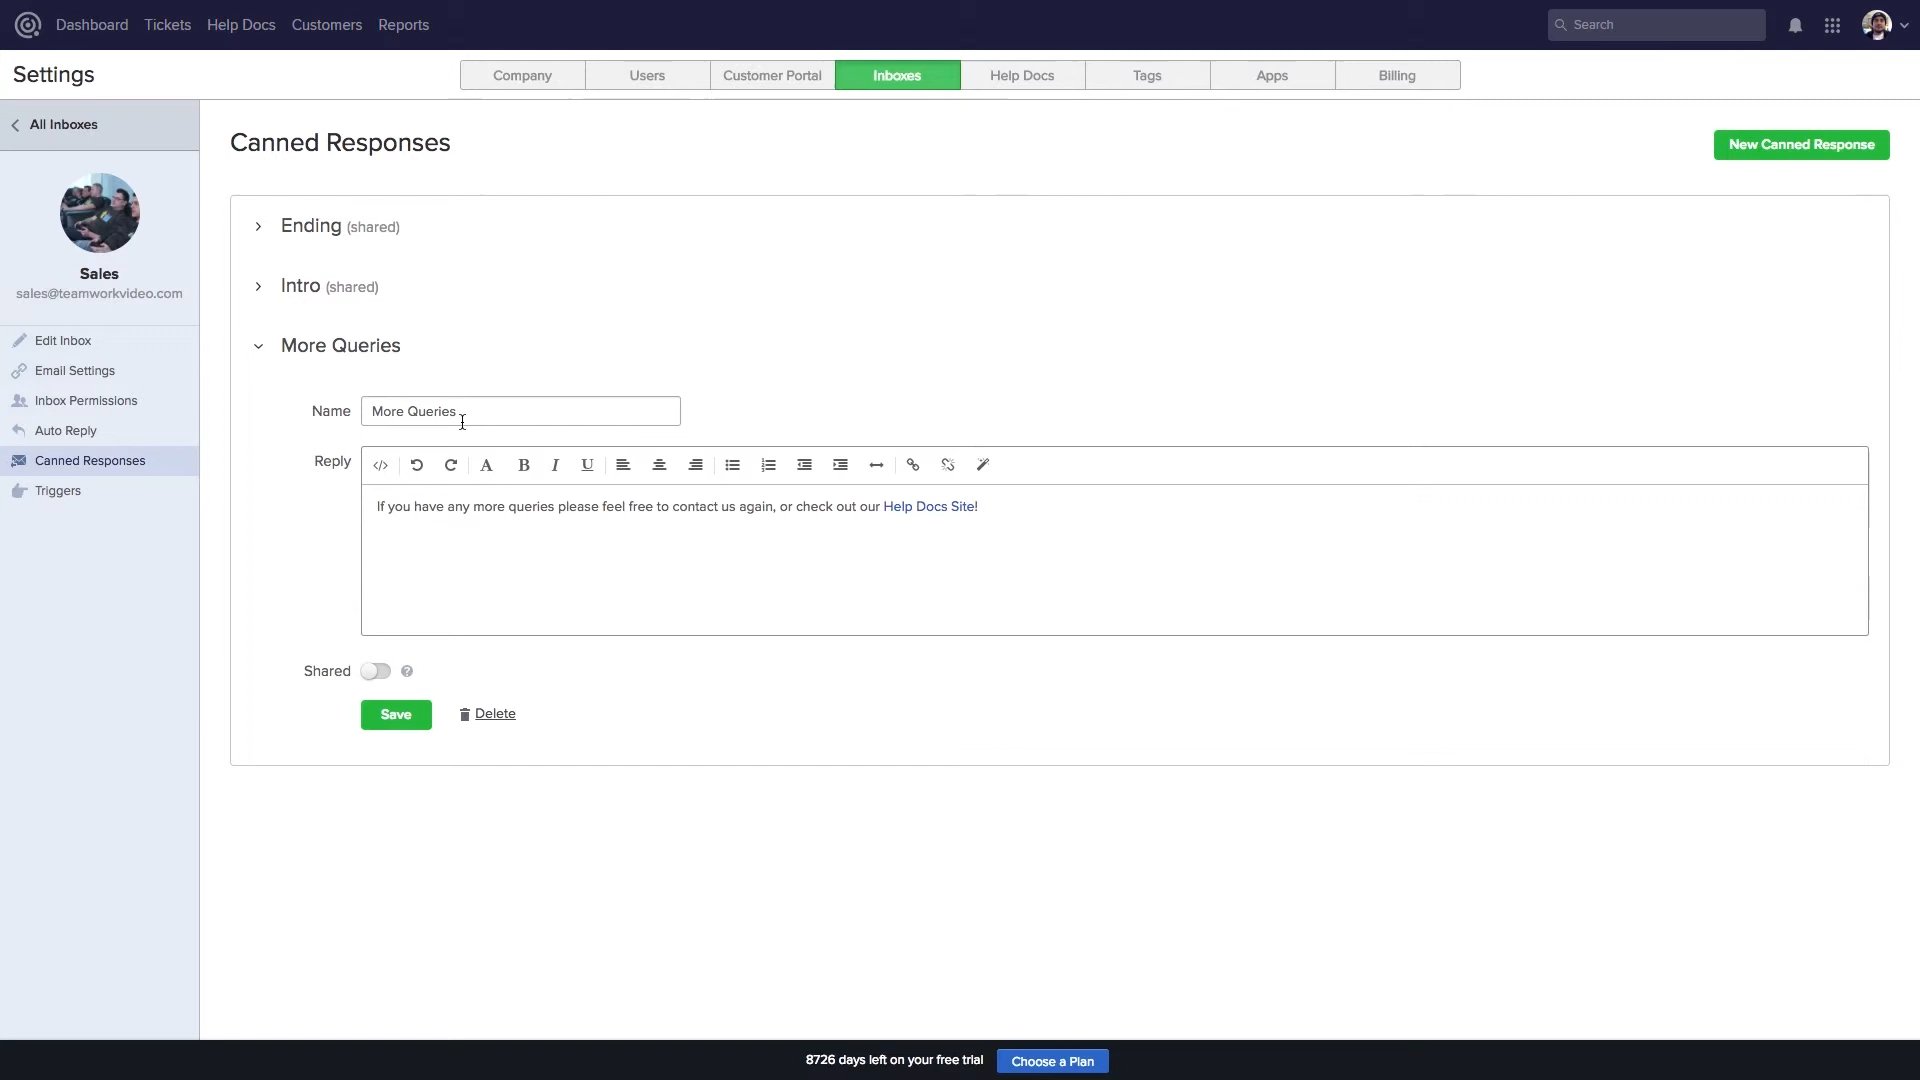 Dashboard Tickets Help Docs Customers Reports Search
Settings
Company Users Customer Portal Inboxes Help Docs Tags Apps Billing
All Inboxes
Sales
sales@teamworkvideo.com
Edit Inbox
Email Settings
Inbox Permissions
Auto Reply
Canned Responses
Triggers
Canned Responses
New Canned Response
Ending (shared)
Intro (shared)
More Queries
Name More Queries
Reply
If you have any more queries please feel free to contact us again, or check out our Help Docs Site!
Shared
Save Delete
8726 days left on your free trial Choose a Plan